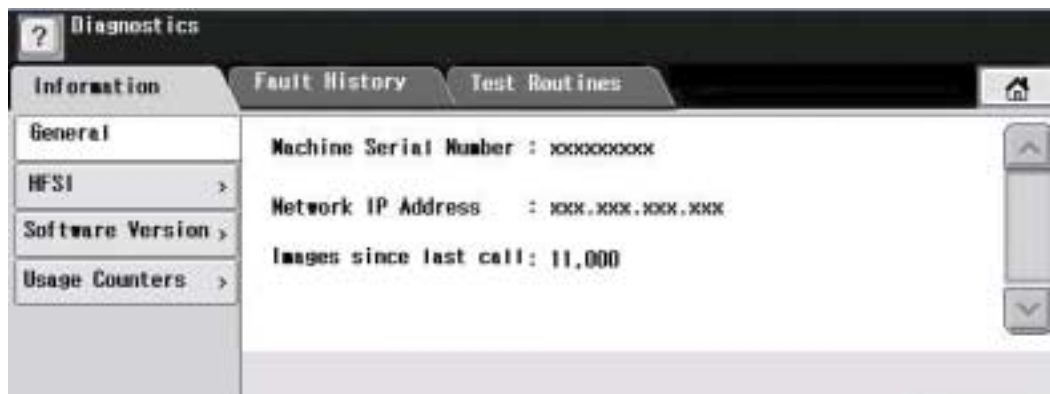 ? Diagnostics
Information Fault History Test Routines
General
HFSI >
Software Version >
Usage Counters >
Machine Serial Number : xxxxxxxxx
Network IP Address : xxx.xxx.xxx.xxx
Images since last call: 11,000